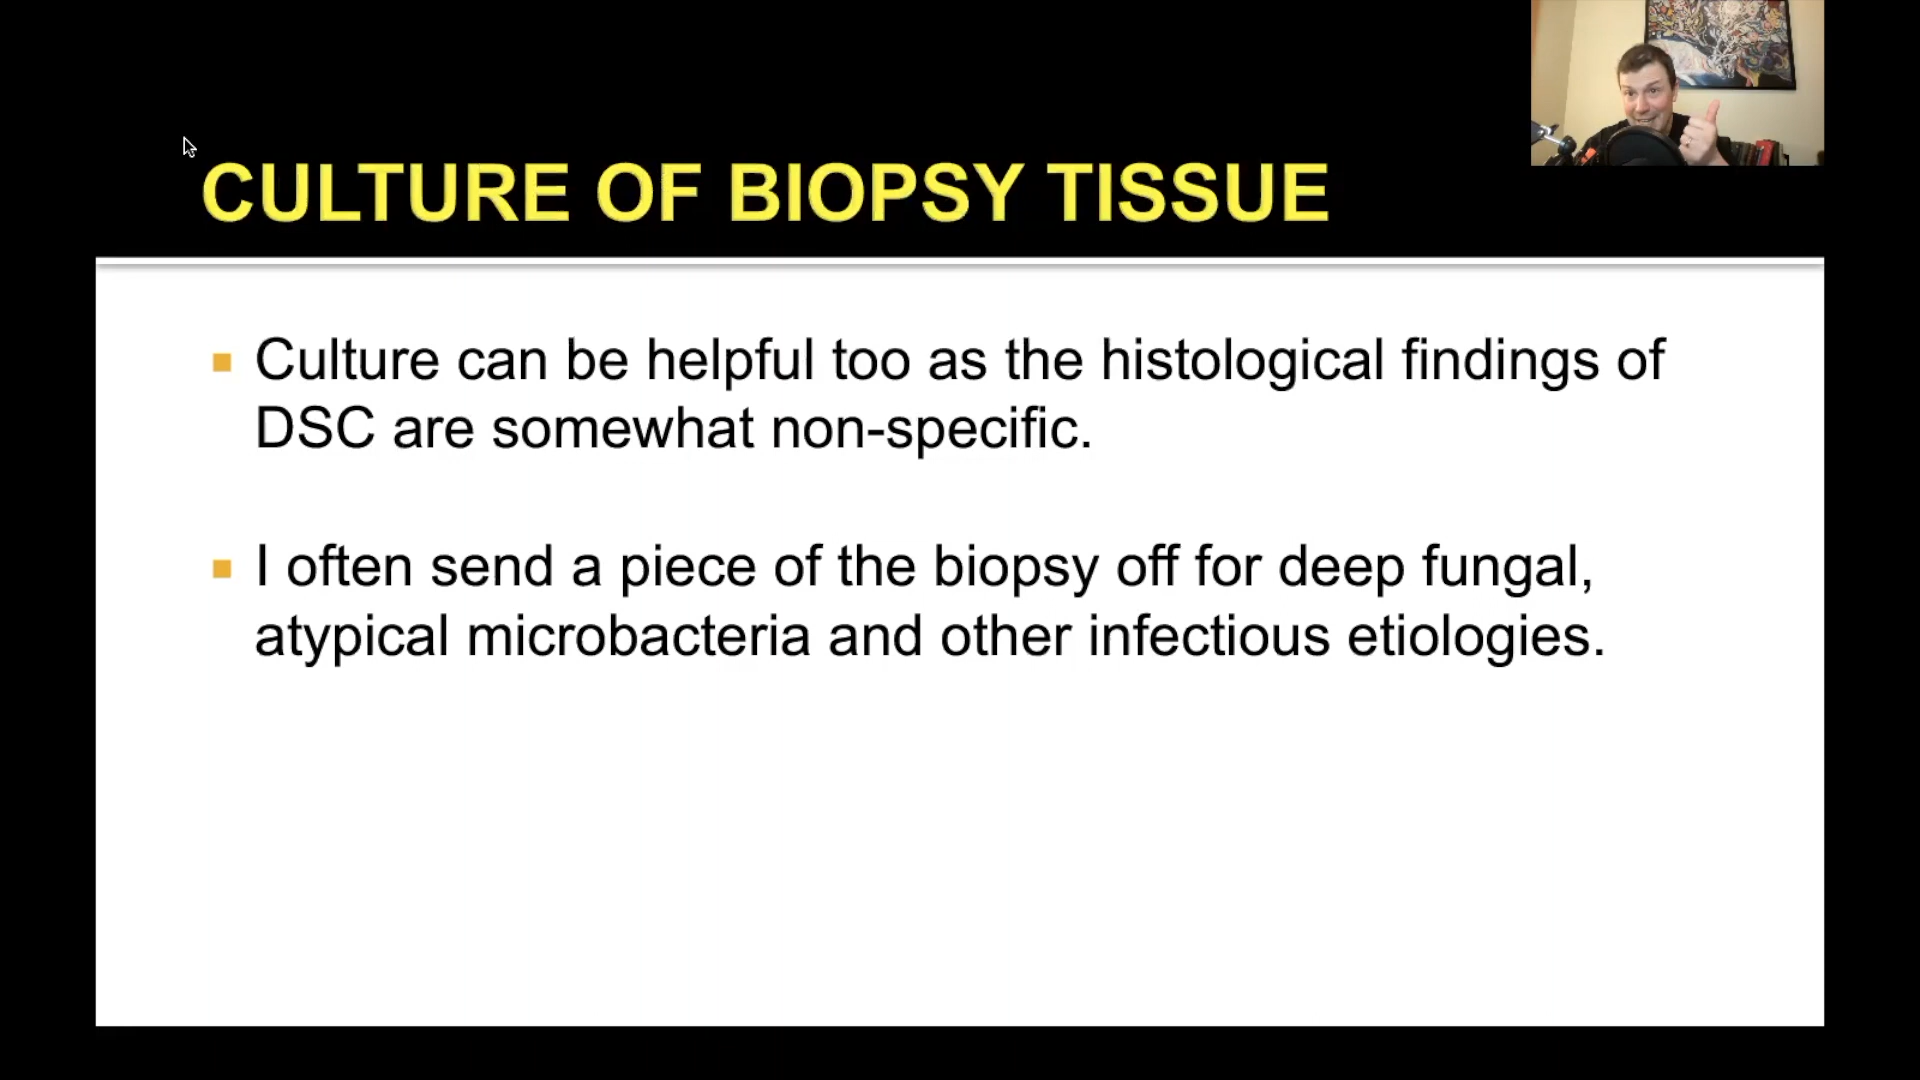 CULTURE OF BIOPSY TISSUE
Culture can be helpful too as the histological findings of
DSC are somewhat non-specific.
I often send a piece of the biopsy off for deep fungal,
atypical microbacteria and other infectious etiologies.